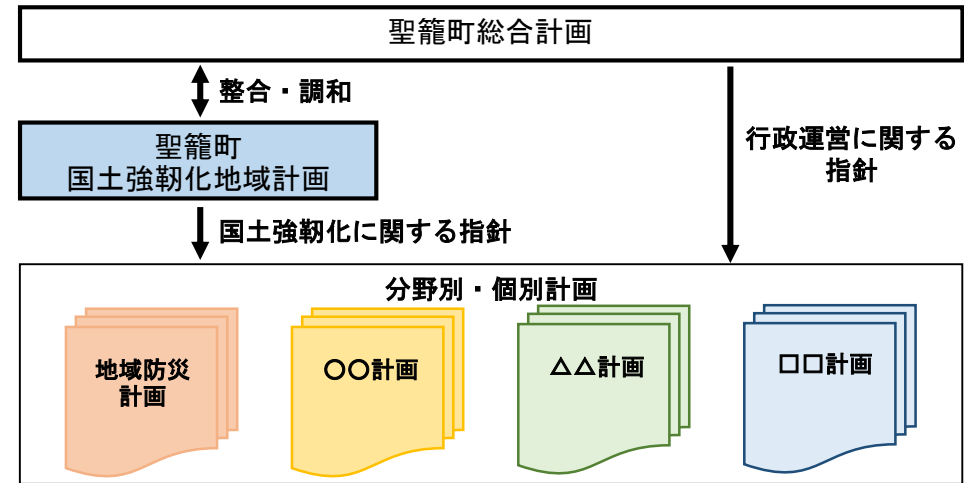 聖籠町総合計画
整合・調和
聖籠町
国土強靭化地域計画
行政運営に関する
指針
国土強靭化に関する指針
分野別・個別計画
地域防災
計画
〇〇計画
△△計画
□□計画